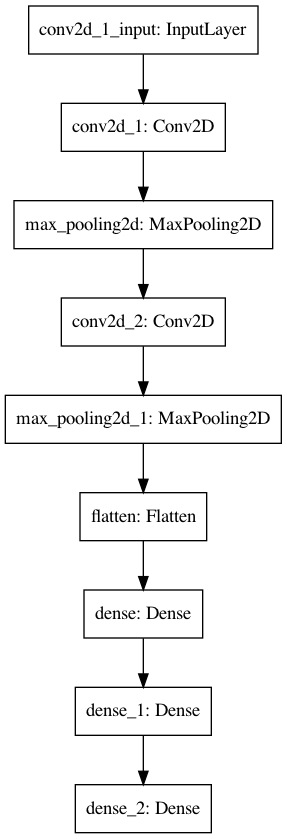 conv2d_1_input: InputLayer
conv2d_1: Conv2D
max_pooling2d: MaxPooling2D
conv2d_2: Conv2D
max_pooling2d_1: MaxPooling2D
flatten: Flatten
dense: Dense
dense_1: Dense
dense_2: Dense